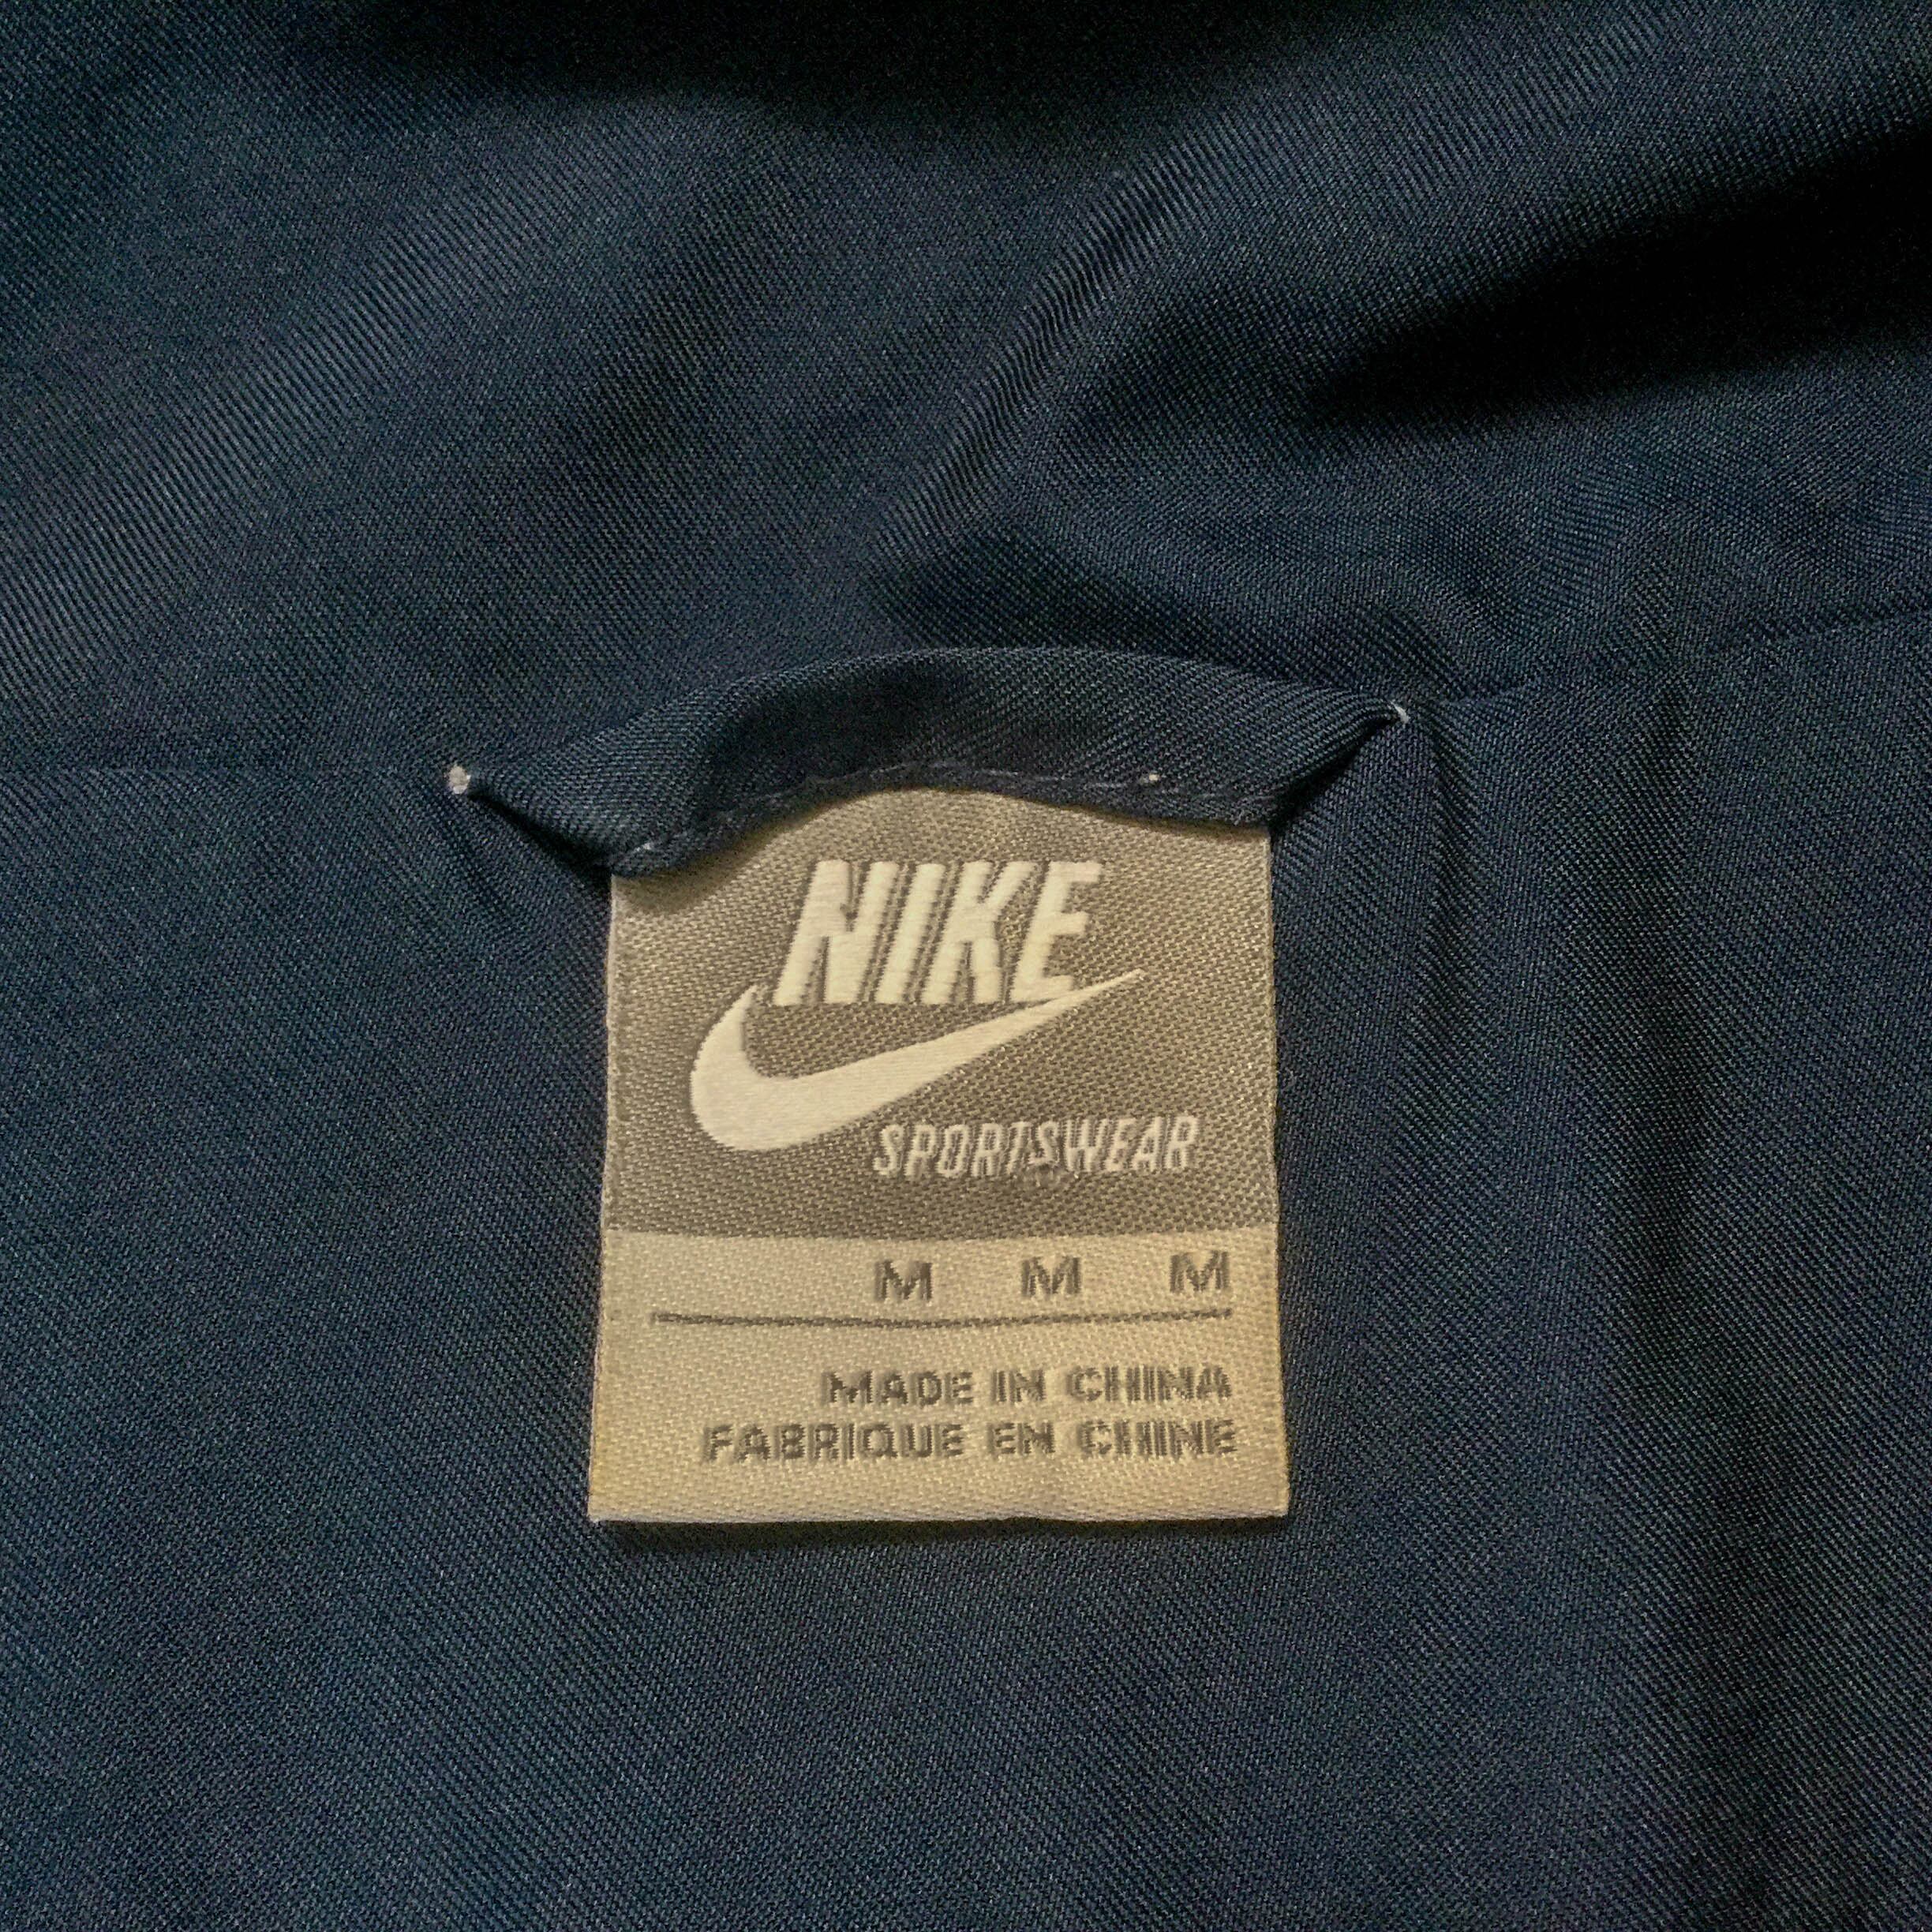 NIKE
SPORTSWEAR
M M M
MADE IN CHINA
FABRIQUE EN CHINE